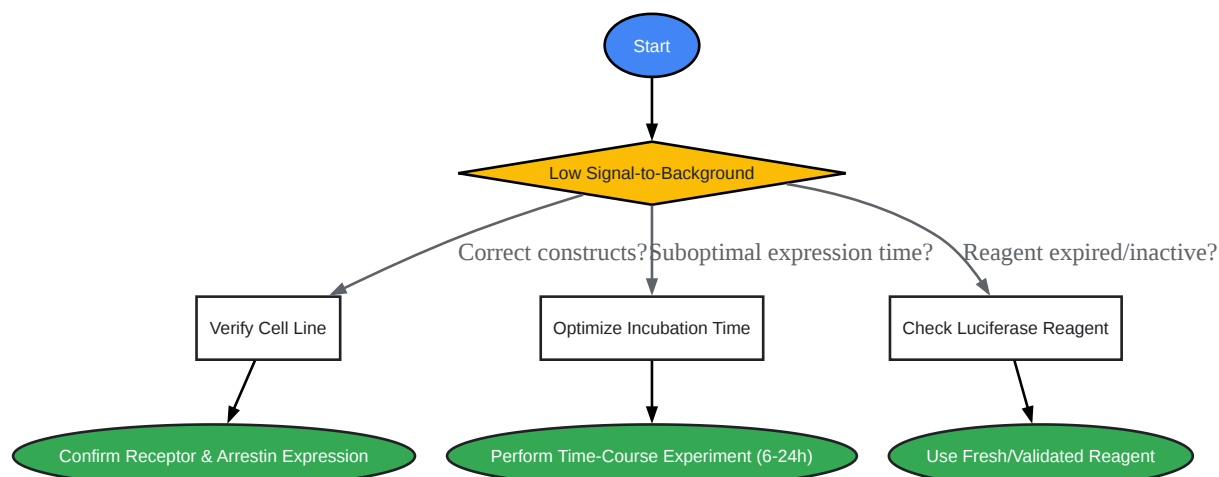 Start
Low Signal-to-Background
Correct constructs?
Suboptimal expression time?
Reagent expired/inactive?
Verify Cell Line
Optimize Incubation Time
Check Luciferase Reagent
Confirm Receptor & Arrestin Expression
Perform Time-Course Experiment (6-24h)
Use Fresh/Validated Reagent